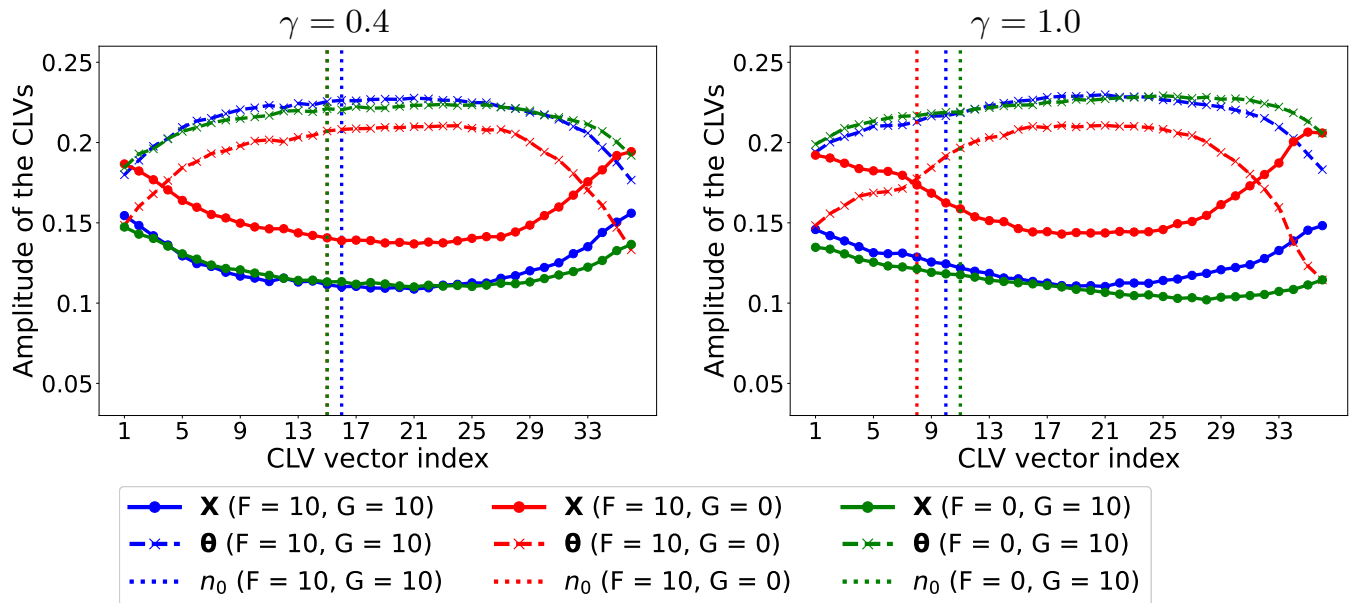 γ = 0.4
γ = 1.0
Amplitude of the CLVs
0.25
0.2
0.15
0.1
0.05
1 5 9 13 17 21 25 29 33
CLV vector index
Amplitude of the CLVs
0.25
0.2
0.15
0.1
0.05
1 5 9 13 17 21 25 29 33
CLV vector index
X (F = 10, G = 10)
X (F = 10, G = 0)
X (F = 0, G = 10)
θ (F = 10, G = 10)
θ (F = 10, G = 0)
θ (F = 0, G = 10)
n₀ (F = 10, G = 10)
n₀ (F = 10, G = 0)
n₀ (F = 0, G = 10)